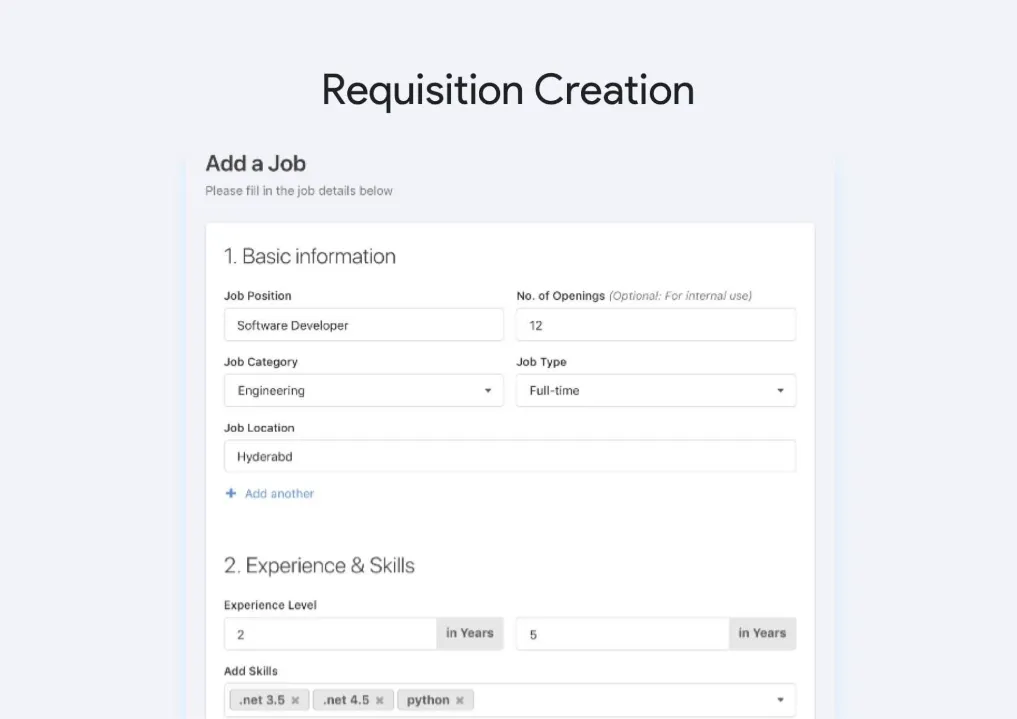 Requisition Creation
Add a Job
Please fill in the job details below
1. Basic information
Job Position
No. of Openings (Optional: For internal use)
Software Developer
12
Job Category
Job Type
Engineering
Full-time
Job Location
Hyderabd
+ Add another
2. Experience & Skills
Experience Level
2 in Years
5 in Years
Add Skills
.net 3.5 × .net 4.5 × python ×